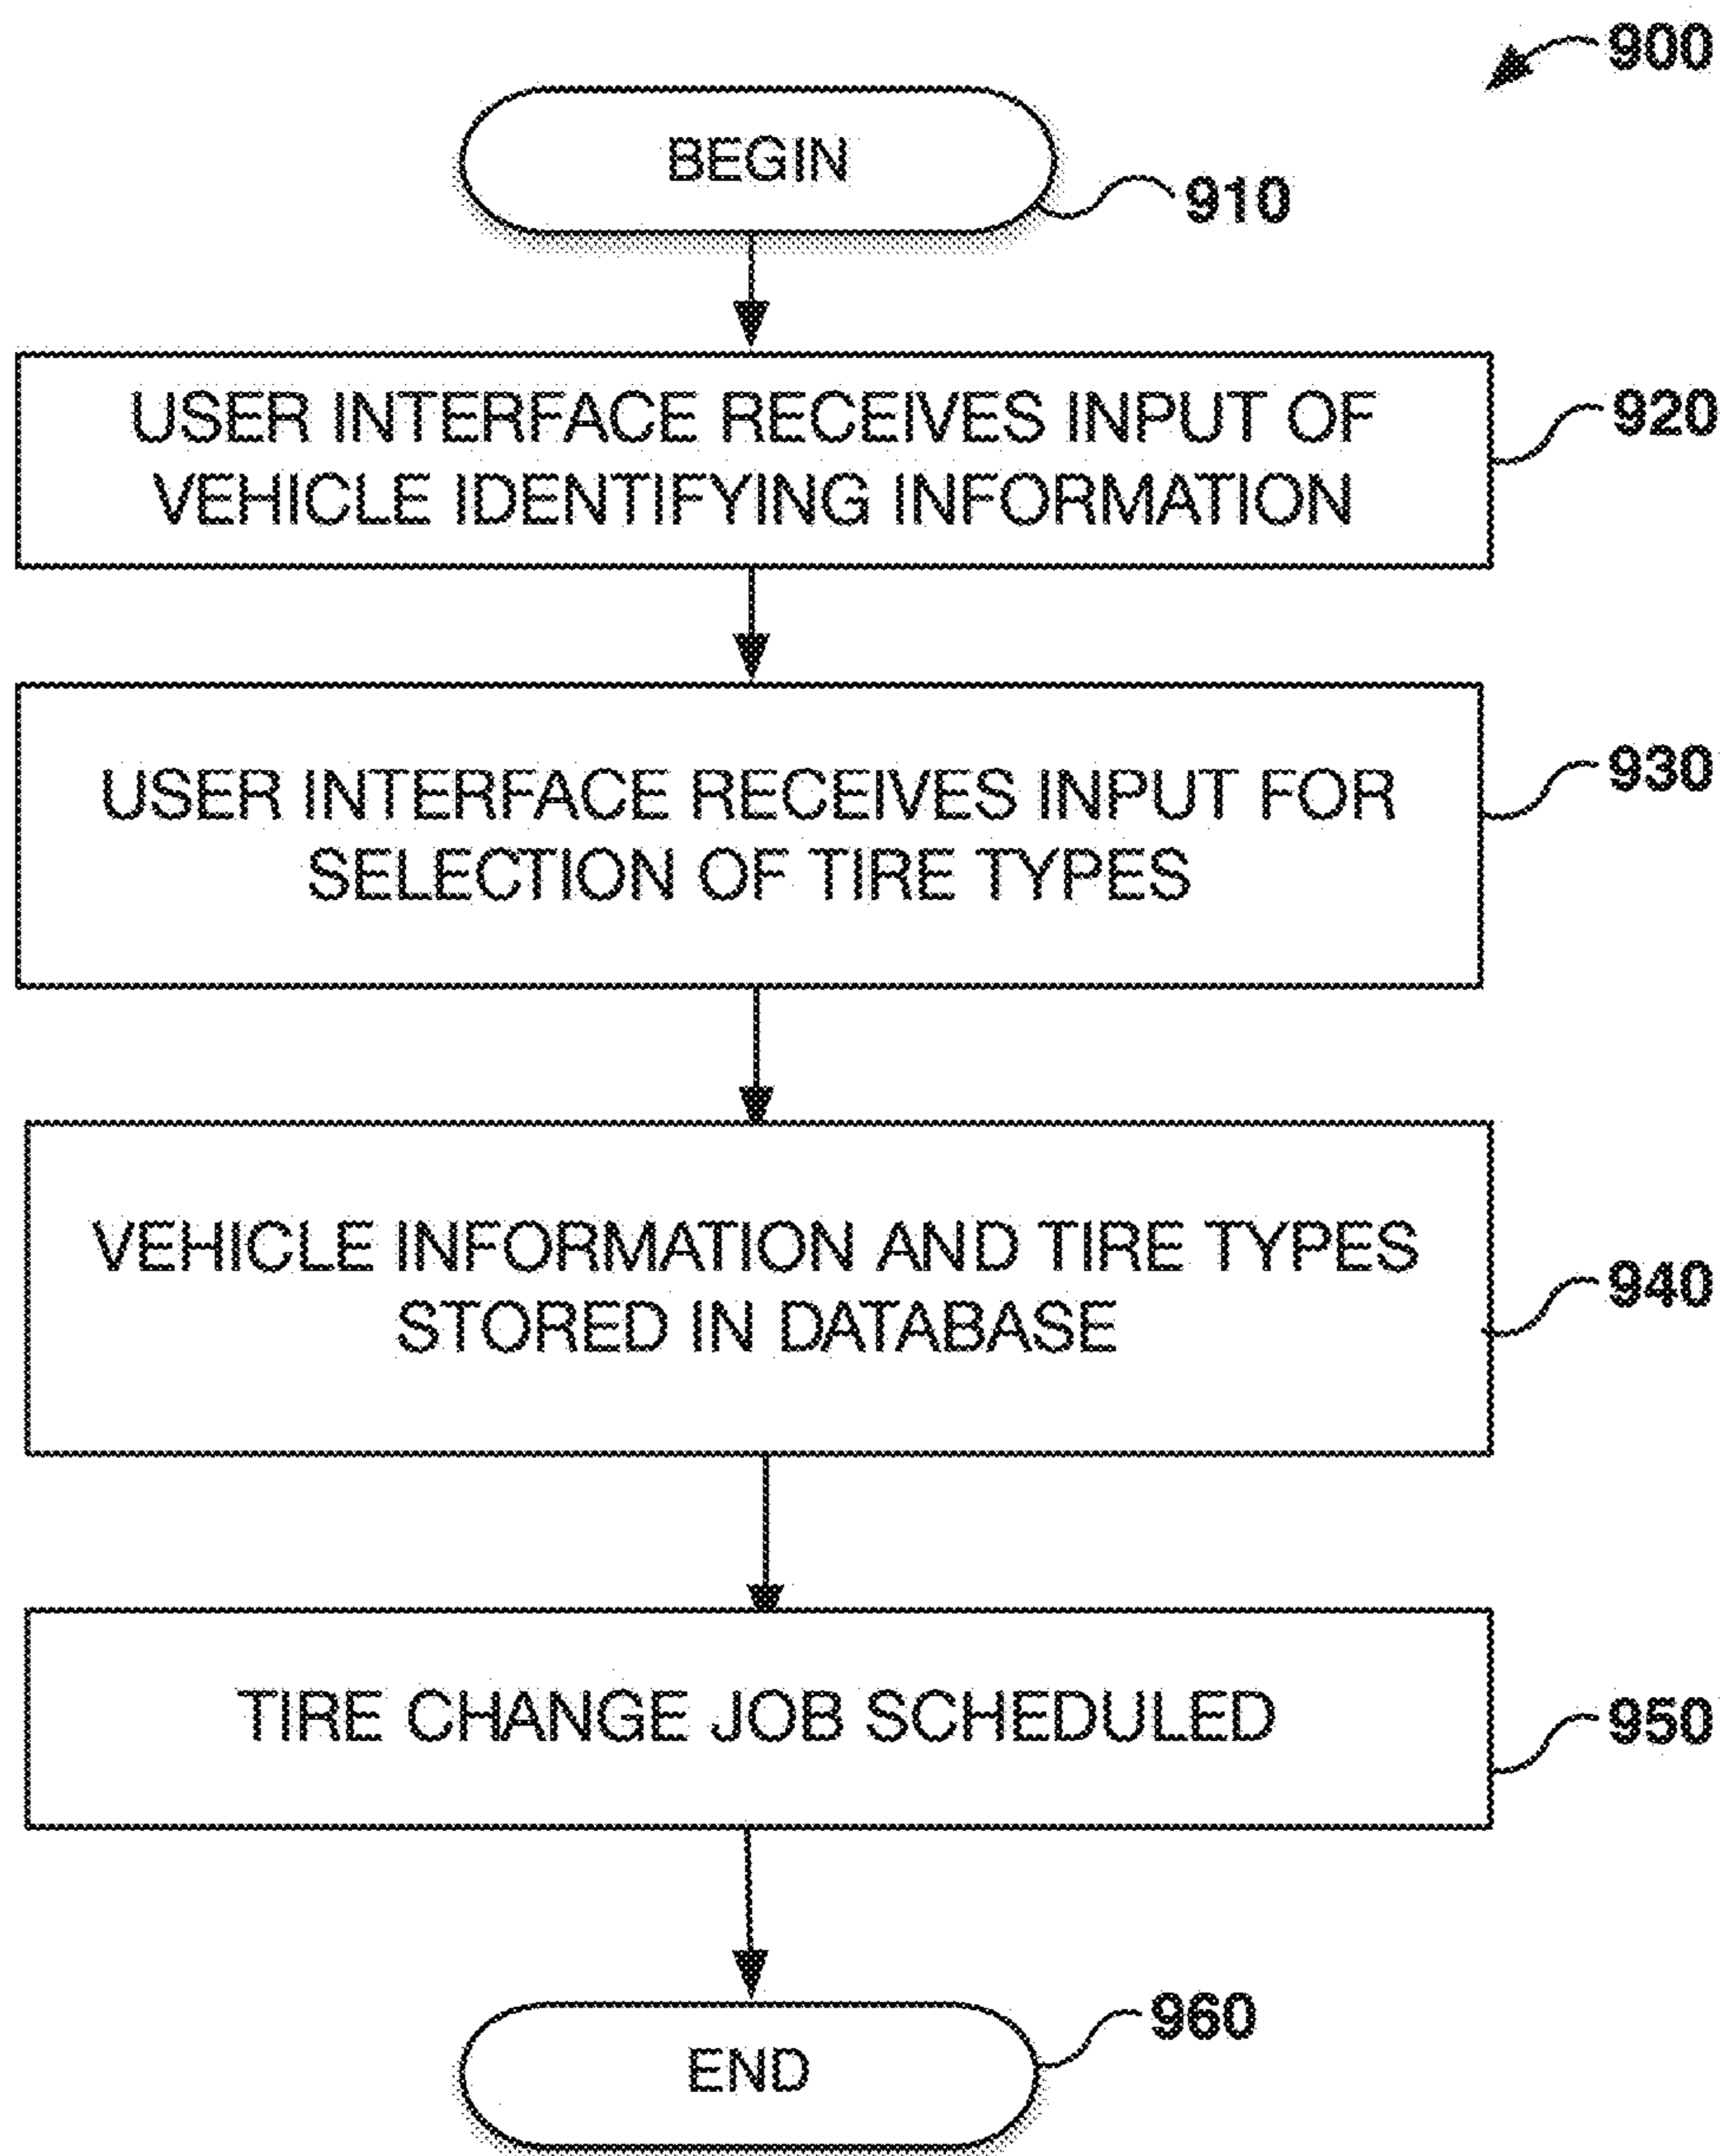 900
BEGIN
910
USER INTERFACE RECEIVES INPUT OF
VEHICLE IDENTIFYING INFORMATION
920
USER INTERFACE RECEIVES INPUT FOR
SELECTION OF TIRE TYPES
930
VEHICLE INFORMATION AND TIRE TYPES
STORED IN DATABASE
940
TIRE CHANGE JOB SCHEDULED
950
END
960